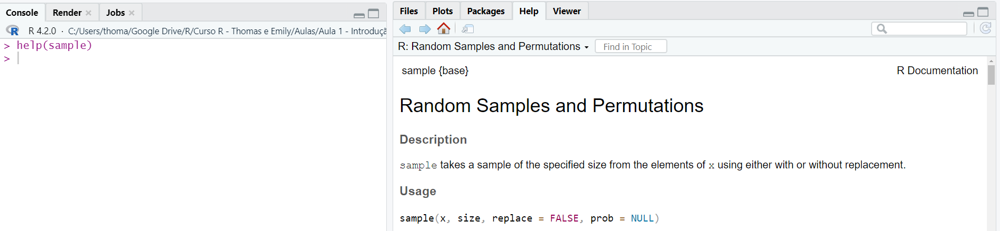 Console Render Jobs
R 4.2.0 · C:/Users/thoma/Google Drive/R/Curso R - Thomas e Emily/Aulas/Aula 1 - Introduçã
> help(sample)
>
Files Plots Packages Help Viewer
R: Random Samples and Permutations Find in Topic
sample {base} R Documentation
Random Samples and Permutations
Description
sample takes a sample of the specified size from the elements of x using either with or without replacement.
Usage
sample(x, size, replace = FALSE, prob = NULL)